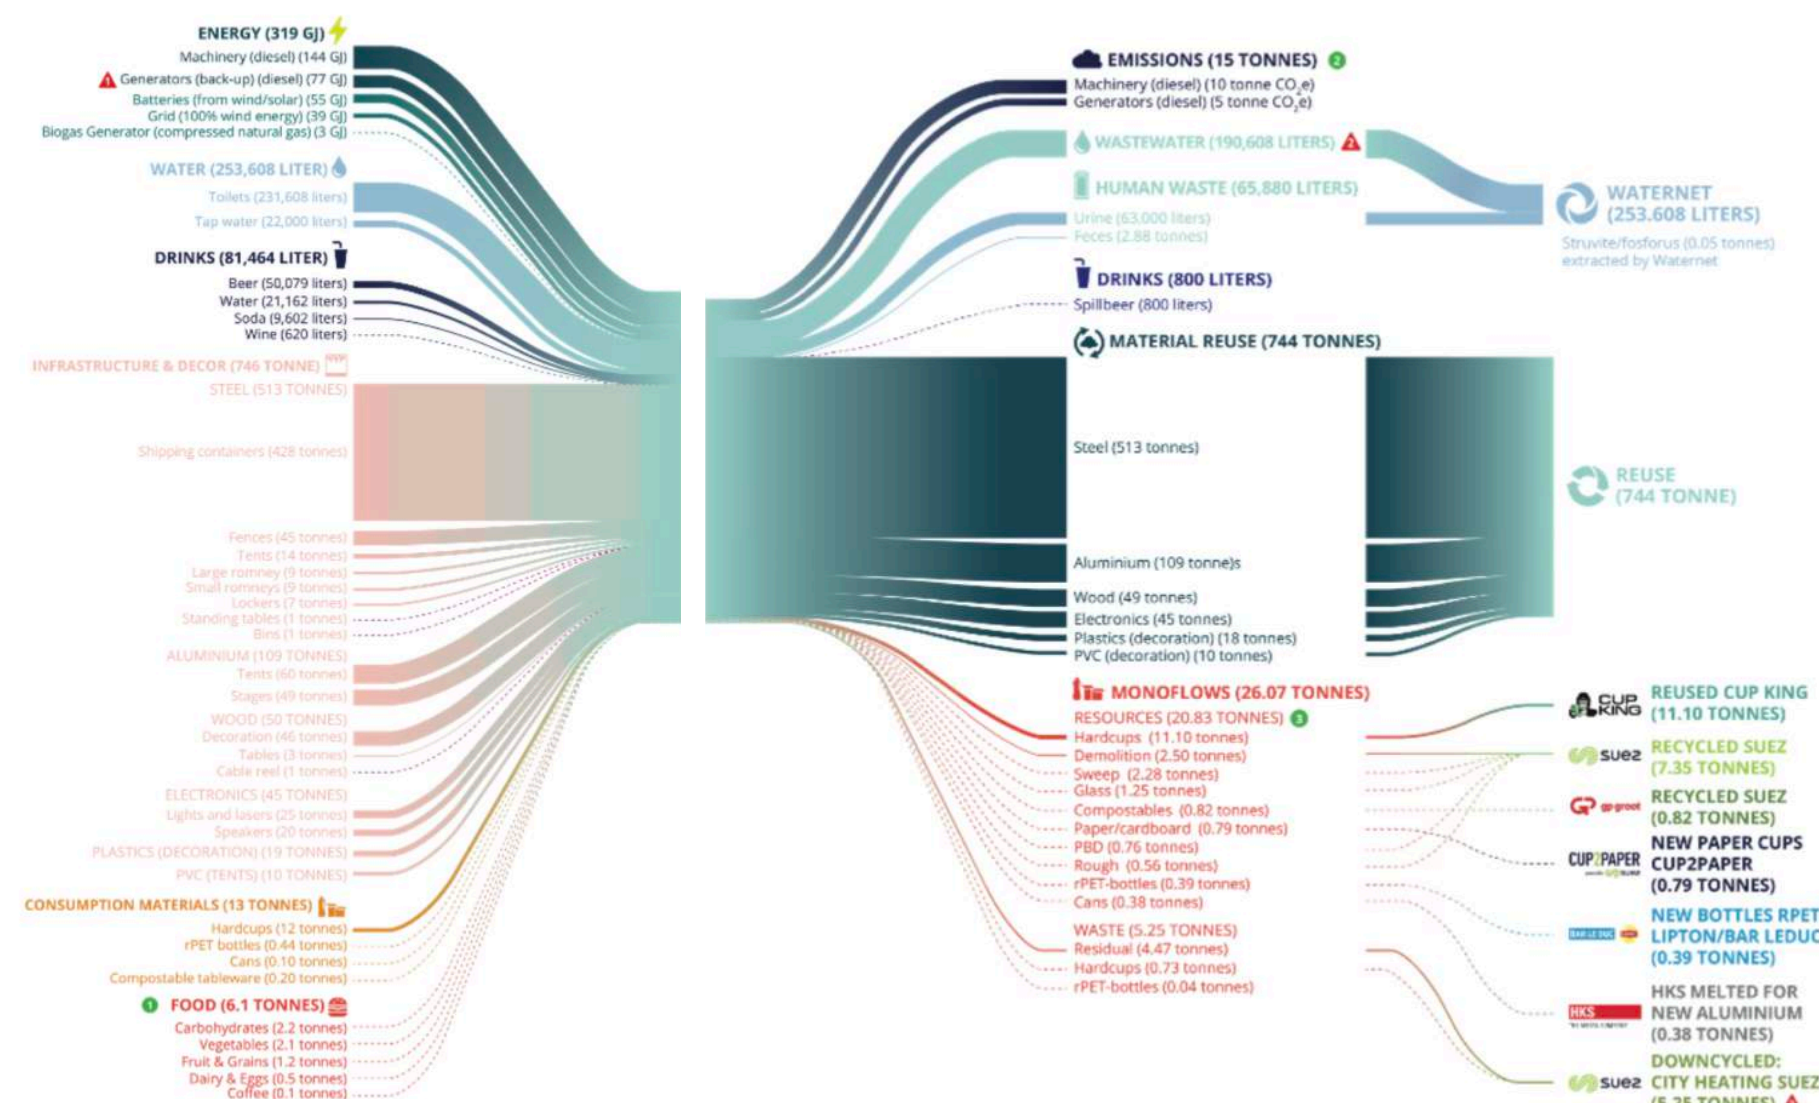 ENERGY (319 GJ)
Machinery (diesel) (144 GJ)
1 Generators (back-up) (diesel) (77 GJ)
Batteries (from wind/solar) (55 GJ)
Grid (100% wind energy) (39 GJ)
Biogas Generator (compressed natural gas) (3 GJ)
WATER (253,608 LITER)
Toilets (231,608 liters)
Tap water (22,000 liters)
DRINKS (81,464 LITER)
Beer (50,079 liters)
Water (21,162 liters)
Soda (9,602 liters)
Wine (620 liters)
INFRASTRUCTURE & DECOR (746 TONNE)
STEEL (513 TONNES)
Shipping containers (428 tonnes)
Fences (45 tonnes)
Tents (14 tonnes)
Large romney (9 tonnes)
Small romneys (9 tonnes)
Lockers (7 tonnes)
Standing tables (1 tonnes)
Bins (1 tonnes)
ALUMINIUM (109 TONNES)
Tents (60 tonnes)
Stages (49 tonnes)
WOOD (50 TONNES)
Decoration (46 tonnes)
Tables (3 tonnes)
Cable reel (1 tonnes)
ELECTRONICS (45 TONNES)
Lights and lasers (25 tonnes)
Speakers (20 tonnes)
PLASTICS (DECORATION) (19 TONNES)
PVC (TENTS) (10 TONNES)
CONSUMPTION MATERIALS (13 TONNES)
Hardcups (12 tonnes)
rPET bottles (0.44 tonnes)
Cans (0.10 tonnes)
Compostable tableware (0.20 tonnes)
1 FOOD (6.1 TONNES)
Carbohydrates (2.2 tonnes)
Vegetables (2.1 tonnes)
Fruit & Grains (1.2 tonnes)
Dairy & Eggs (0.5 tonnes)
Coffee (0.1 tonnes)
EMISSIONS (15 TONNES) 2
Machinery (diesel) (10 tonne CO₂e)
Generators (diesel) (5 tonne CO₂e)
WASTEWATER (190,608 LITERS) 2
HUMAN WASTE (65,880 LITERS)
Urine (63,000 liters)
Feces (2.88 tonnes)
DRINKS (800 LITERS)
Spillbeer (800 liters)
MATERIAL REUSE (744 TONNES)
Steel (513 tonnes)
Aluminium (109 tonne)s
Wood (49 tonnes)
Electronics (45 tonnes)
Plastics (decoration) (18 tonnes)
PVC (decoration) (10 tonnes)
MONOFLOWS (26.07 TONNES)
RESOURCES (20.83 TONNES) 3
Hardcups (11.10 tonnes)
Demolition (2.50 tonnes)
Sweep (2.28 tonnes)
Glass (1.25 tonnes)
Compostables (0.82 tonnes)
Paper/cardboard (0.79 tonnes)
PBD (0.76 tonnes)
Rough (0.56 tonnes)
rPET-bottles (0.39 tonnes)
Cans (0.38 tonnes)
WASTE (5.25 TONNES)
Residual (4.47 tonnes)
Hardcups (0.73 tonnes)
rPET-bottles (0.04 tonnes)
WATERNET
(253.608 LITERS)
Struvite/fosforus (0.05 tonnes)
extracted by Waternet
REUSE
(744 TONNE)
CUP
KING
REUSED CUP KING
(11.10 TONNES)
suez
RECYCLED SUEZ
(7.35 TONNES)
gp groot
RECYCLED SUEZ
(0.82 TONNES)
CUP2PAPER
NEW PAPER CUPS
CUP2PAPER
(0.79 TONNES)
BAR LE DUC
NEW BOTTLES RPET
LIPTON/BAR LEDUC
(0.39 TONNES)
HKS
HKS MELTED FOR
NEW ALUMINIUM
(0.38 TONNES)
suez
DOWNCYCLED:
CITY HEATING SUEZ
(5.25 TONNES)